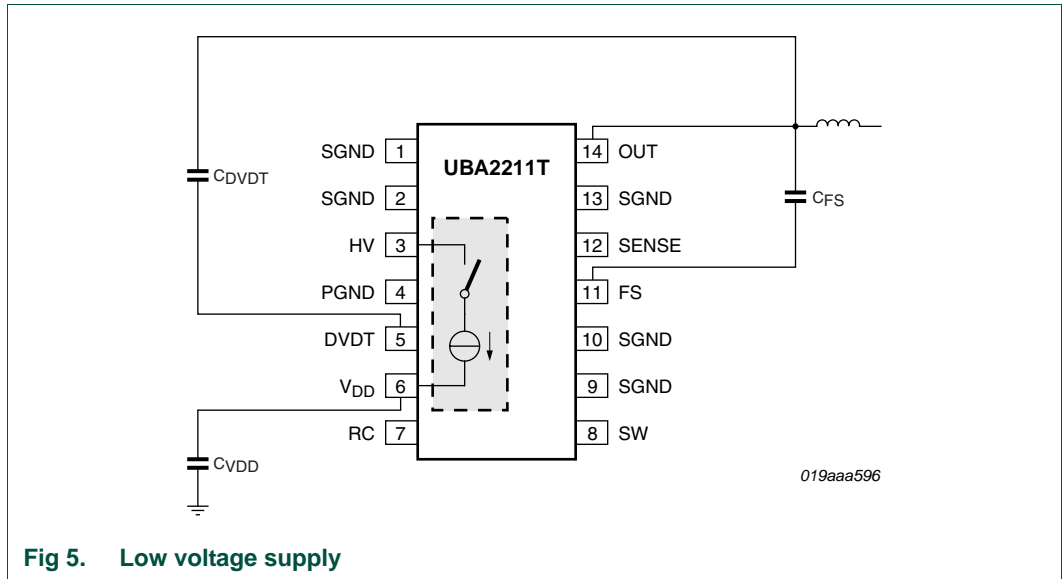 UBA2211T
SGND 1
SGND 2
HV 3
PGND 4
DVDT 5
VDD 6
RC 7
14 OUT
13 SGND
12 SENSE
11 FS
10 SGND
9 SGND
8 SW
CDVDT
CVDD
CFS
019aaa596
Fig 5. Low voltage supply